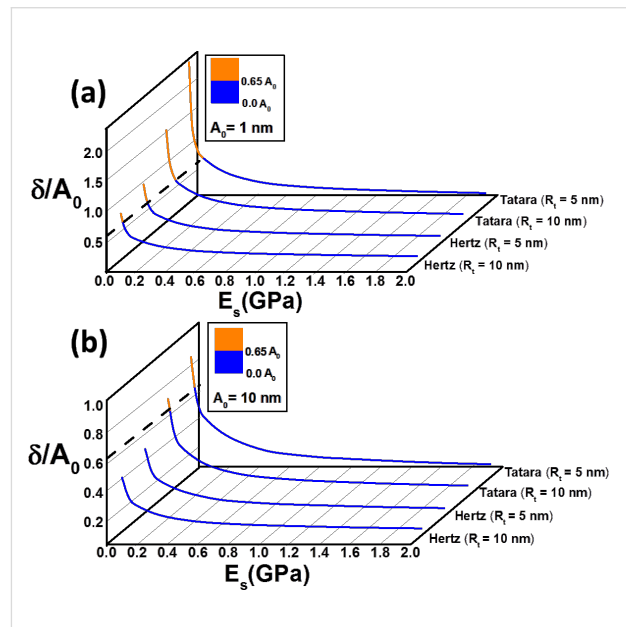 (a)
0.65 A₀
0.0 A₀
A₀= 1 nm
2.0
1.5
1.0
0.5
δ/A₀
0.0 0.2 0.4 0.6 0.8 1.0 1.2 1.4 1.6 1.8 2.0
Eₛ(GPa)
Tatara (Rₜ = 5 nm)
Tatara (Rₜ = 10 nm)
Hertz (Rₜ = 5 nm)
Hertz (Rₜ = 10 nm)
(b)
0.65 A₀
0.0 A₀
A₀= 10 nm
1.0
0.8
0.6
0.4
0.2
δ/A₀
0.0 0.2 0.4 0.6 0.8 1.0 1.2 1.4 1.6 1.8 2.0
Eₛ(GPa)
Tatara (Rₜ = 5 nm)
Tatara (Rₜ = 10 nm)
Hertz (Rₜ = 5 nm)
Hertz (Rₜ = 10 nm)